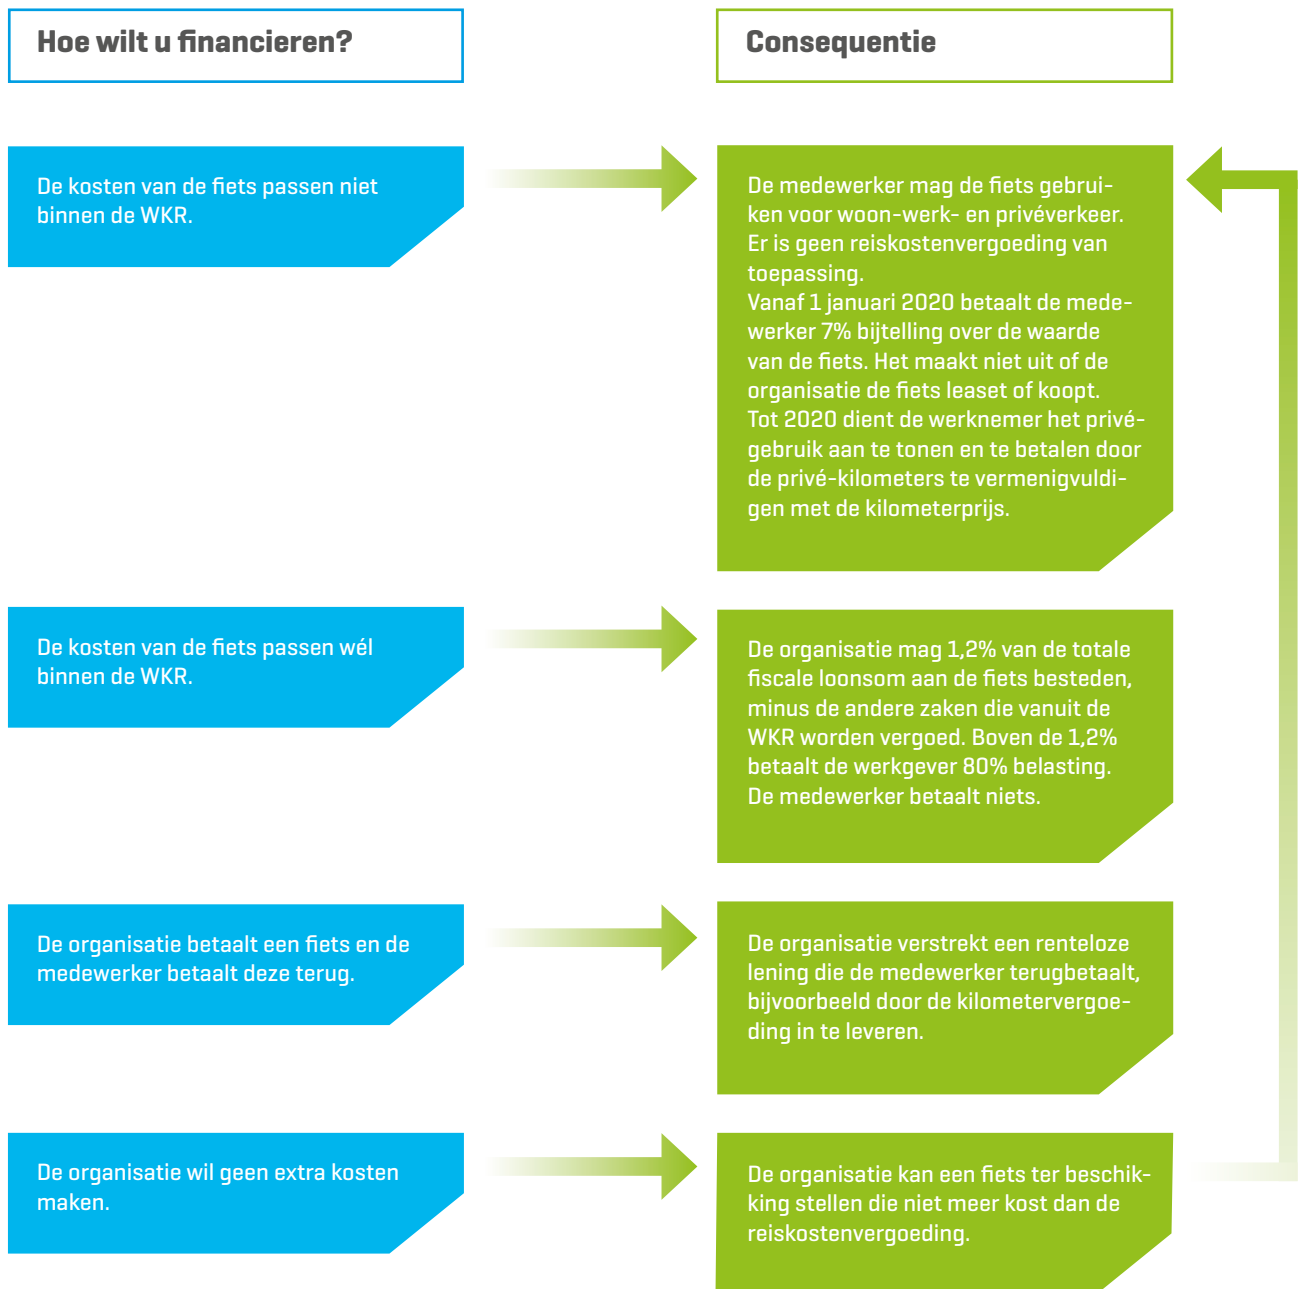 Hoe wilt u financieren?
Consequentie
De kosten van de fiets passen niet
binnen de WKR.
De medewerker mag de fiets gebrui-
ken voor woon-werk- en privéverkeer.
Er is geen reiskostenvergoeding van
toepassing.
Vanaf 1 januari 2020 betaalt de mede-
werker 7% bijtelling over de waarde
van de fiets. Het maakt niet uit of de
organisatie de fiets leaset of koopt.
Tot 2020 dient de werknemer het privé-
gebruik aan te tonen en te betalen door
de privé-kilometers te vermenigvuldi-
gen met de kilometerprijs.
De kosten van de fiets passen wél
binnen de WKR.
De organisatie mag 1,2% van de totale
fiscale loonsom aan de fiets besteden,
minus de andere zaken die vanuit de
WKR worden vergoed. Boven de 1,2%
betaalt de werkgever 80% belasting.
De medewerker betaalt niets.
De organisatie betaalt een fiets en de
medewerker betaalt deze terug.
De organisatie verstrekt een renteloze
lening die de medewerker terugbetaalt,
bijvoorbeeld door de kilometervergoe-
ding in te leveren.
De organisatie wil geen extra kosten
maken.
De organisatie kan een fiets ter beschik-
king stellen die niet meer kost dan de
reiskostenvergoeding.